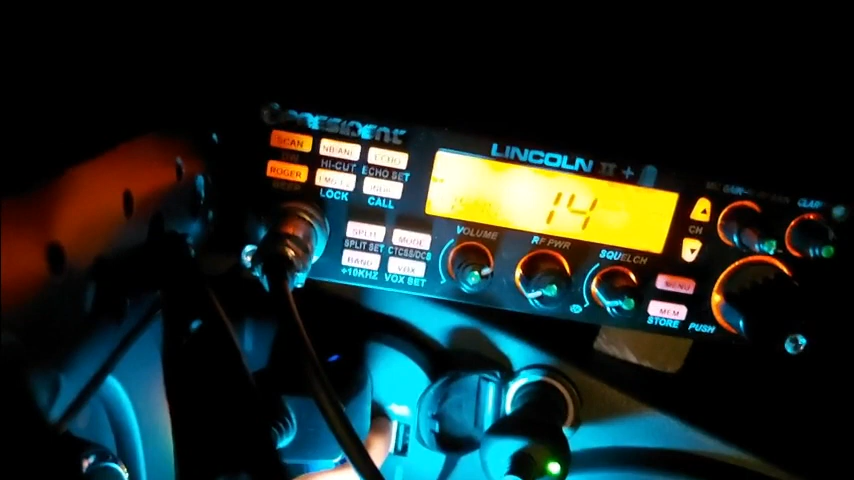 PRESIDENT
LINCOLN II +
SCAN
NB-ANL
ECHO
HI-CUT
ECHO SET
ROGER
LOCK
CALL
14
CH
VOLUME
RF PWR
SQUELCH
SPLIT
MODE
SPLIT SET
CTCSS/DCS
BAND
VOX
+10KHZ
VOX SET
MENU
MEM
STORE
PUSH